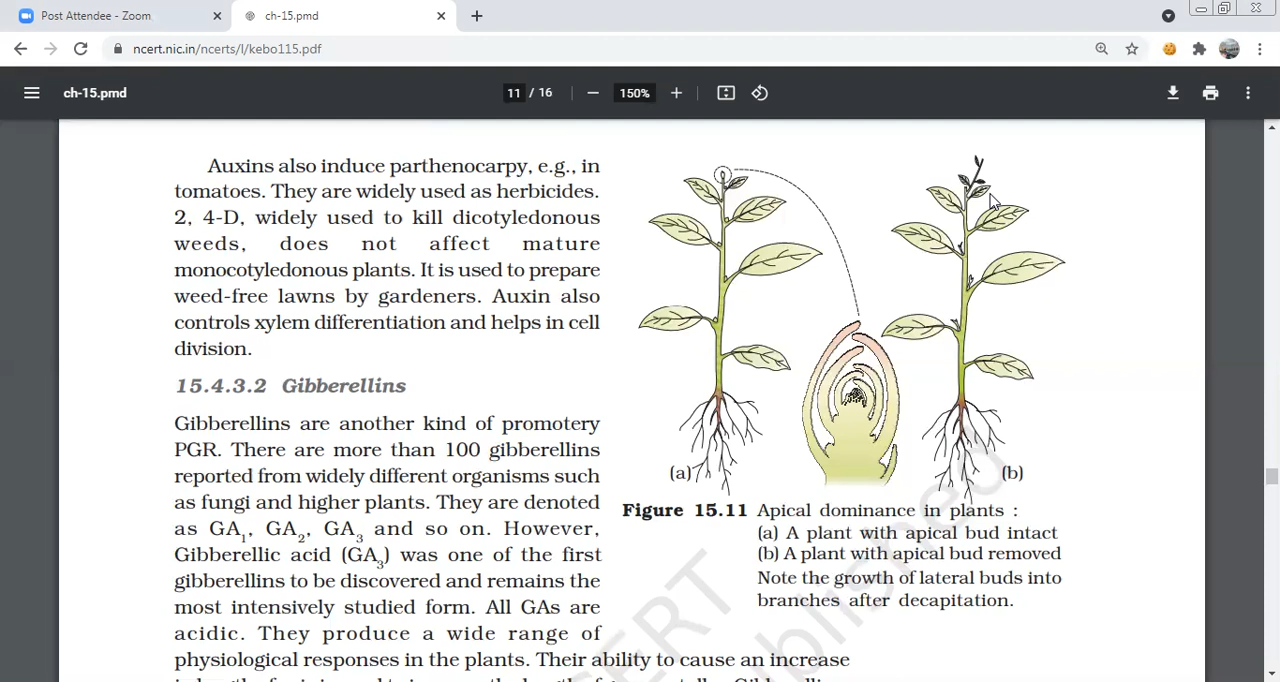 Post Attendee - Zoom
ch-15.pmd
ncert.nic.in/ncerts/l/kebo115.pdf
ch-15.pmd
11 / 16
150%
Auxins also induce parthenocarpy, e.g., in
tomatoes. They are widely used as herbicides.
2, 4-D, widely used to kill dicotyledonous
weeds, does not affect mature
monocotyledonous plants. It is used to prepare
weed-free lawns by gardeners. Auxin also
controls xylem differentiation and helps in cell
division.
15.4.3.2 Gibberellins
Gibberellins are another kind of promotery
PGR. There are more than 100 gibberellins
reported from widely different organisms such
as fungi and higher plants. They are denoted
as GA1, GA2, GA3 and so on. However,
Gibberellic acid (GA3) was one of the first
gibberellins to be discovered and remains the
most intensively studied form. All GAs are
acidic. They produce a wide range of
physiological responses in the plants. Their ability to cause an increase
(a)
(b)
Figure 15.11 Apical dominance in plants :
(a) A plant with apical bud intact
(b) A plant with apical bud removed
Note the growth of lateral buds into
branches after decapitation.